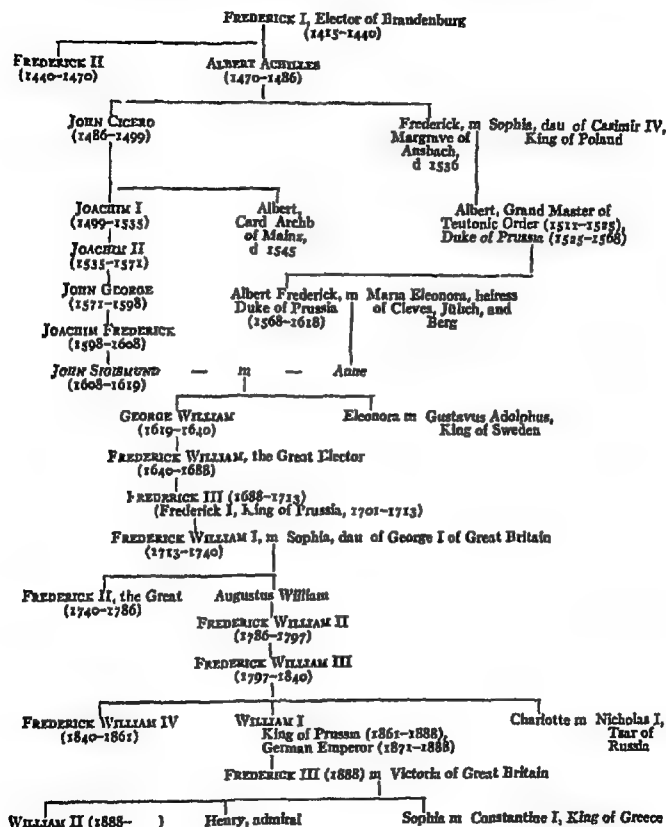 FREDERICK I, Elector of Brandenburg
(1415–1440)
FREDERICK II
(1440–1470)
ALBERT ACHILLES
(1470–1486)
JOHN CICERO
(1486–1499)
Frederick, m Sophia, dau of Casimir IV,
Margrave of King of Poland
Ansbach,
d 1536
JOACHIM I
(1499–1535)
Albert,
Card Archb
of Mainz,
d 1545
Albert, Grand Master of
Teutonic Order (1511–1525),
Duke of Prussia (1525–1568)
JOACHIM II
(1535–1571)
JOHN GEORGE
(1571–1598)
Albert Frederick, m Maria Eleonora, heiress
Duke of Prussia of Cleves, Jülich, and
(1568–1618) Berg
JOACHIM FREDERICK
(1598–1608)
JOHN SIGISMUND — m — Anne
(1608–1619)
GEORGE WILLIAM
(1619–1640)
Eleonora m Gustavus Adolphus,
King of Sweden
FREDERICK WILLIAM, the Great Elector
(1640–1688)
FREDERICK III (1688–1713)
(Frederick I, King of Prussia, 1701–1713)
FREDERICK WILLIAM I, m Sophia, dau of George I of Great Britain
(1713–1740)
FREDERICK II, the Great
(1740–1786)
Augustus William
FREDERICK WILLIAM II
(1786–1797)
FREDERICK WILLIAM III
(1797–1840)
FREDERICK WILLIAM IV
(1840–1861)
WILLIAM I
King of Prussia (1861–1888),
German Emperor (1871–1888)
Charlotte m Nicholas I,
Tsar of
Russia
FREDERICK III (1888) m Victoria of Great Britain
WILLIAM II (1888– )
Henry, admiral
Sophia m Constantine I, King of Greece